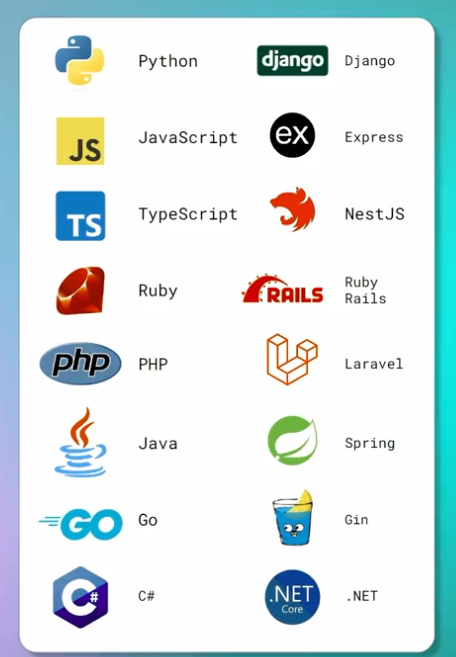 Python django Django
JS JavaScript ex Express
TS TypeScript NestJS
Ruby RAILS Ruby
Rails
php PHP Laravel
Java Spring
GO Go Gin
C# C# .NET .NET
Core